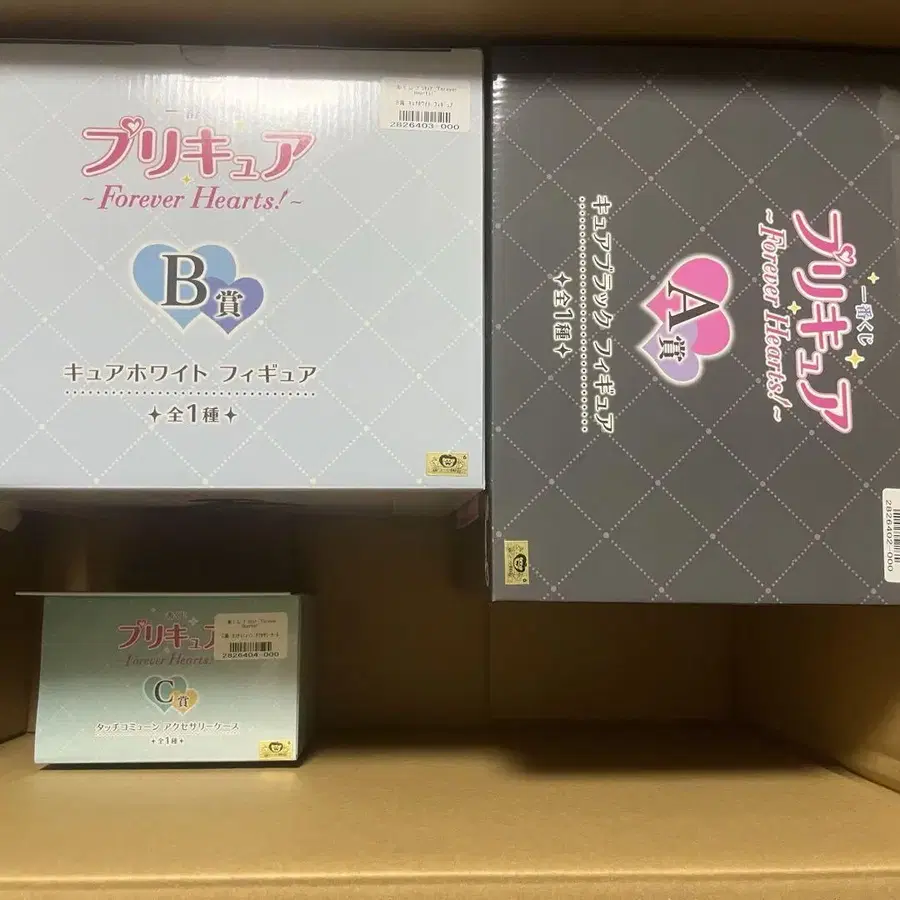 プリキュア
~Forever Hearts!~
B賞
キュアホワイト フィギュア
全1種
2826403-000
一番くじ
プリキュア
~Forever Hearts!~
A賞
キュアブラック フィギュア
全1種
2826402-000
プリキュア
~Forever Hearts!
C賞
タッチコミューン アクセサリーケース
全1種
2826404-000